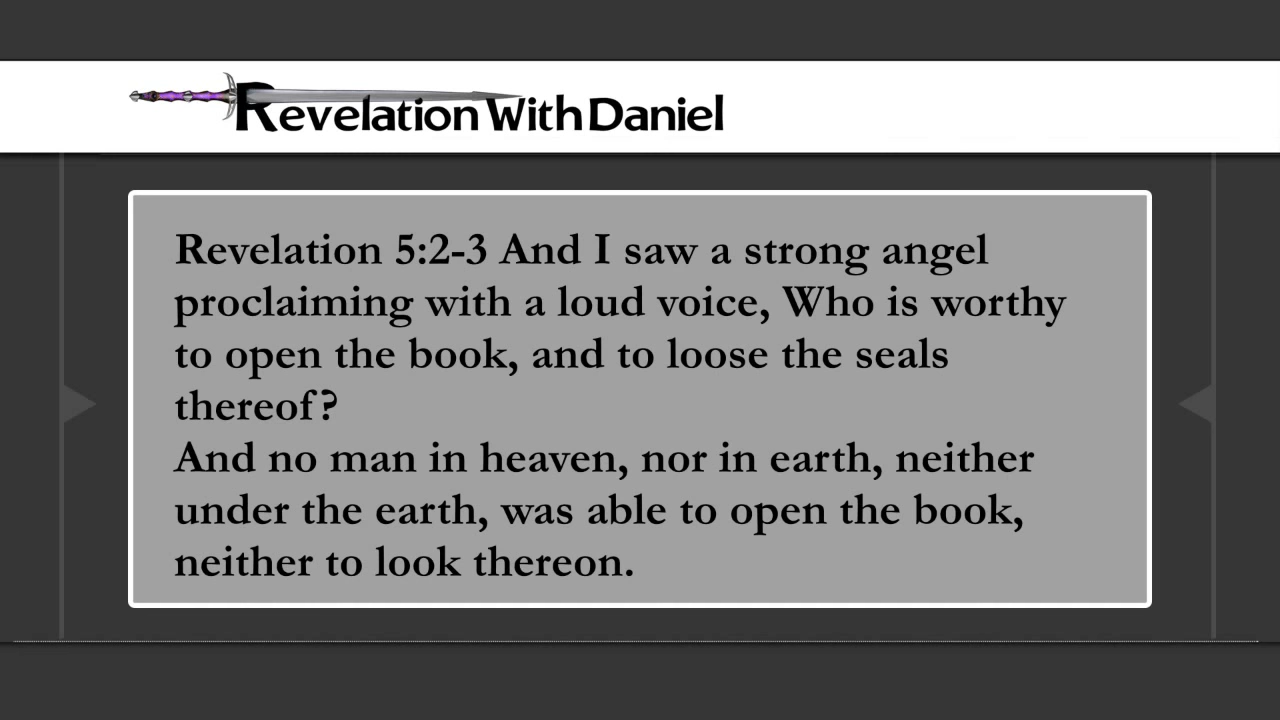 Revelation With Daniel
Revelation 5:2-3 And I saw a strong angel
proclaiming with a loud voice, Who is worthy
to open the book, and to loose the seals
thereof?
And no man in heaven, nor in earth, neither
under the earth, was able to open the book,
neither to look thereon.